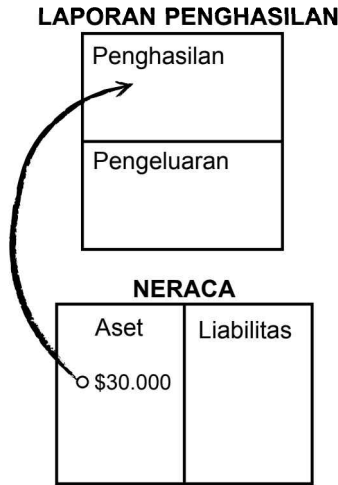 LAPORAN PENGHASILAN
Penghasilan
Pengeluaran
NERACA
Aset
Liabilitas
$30.000